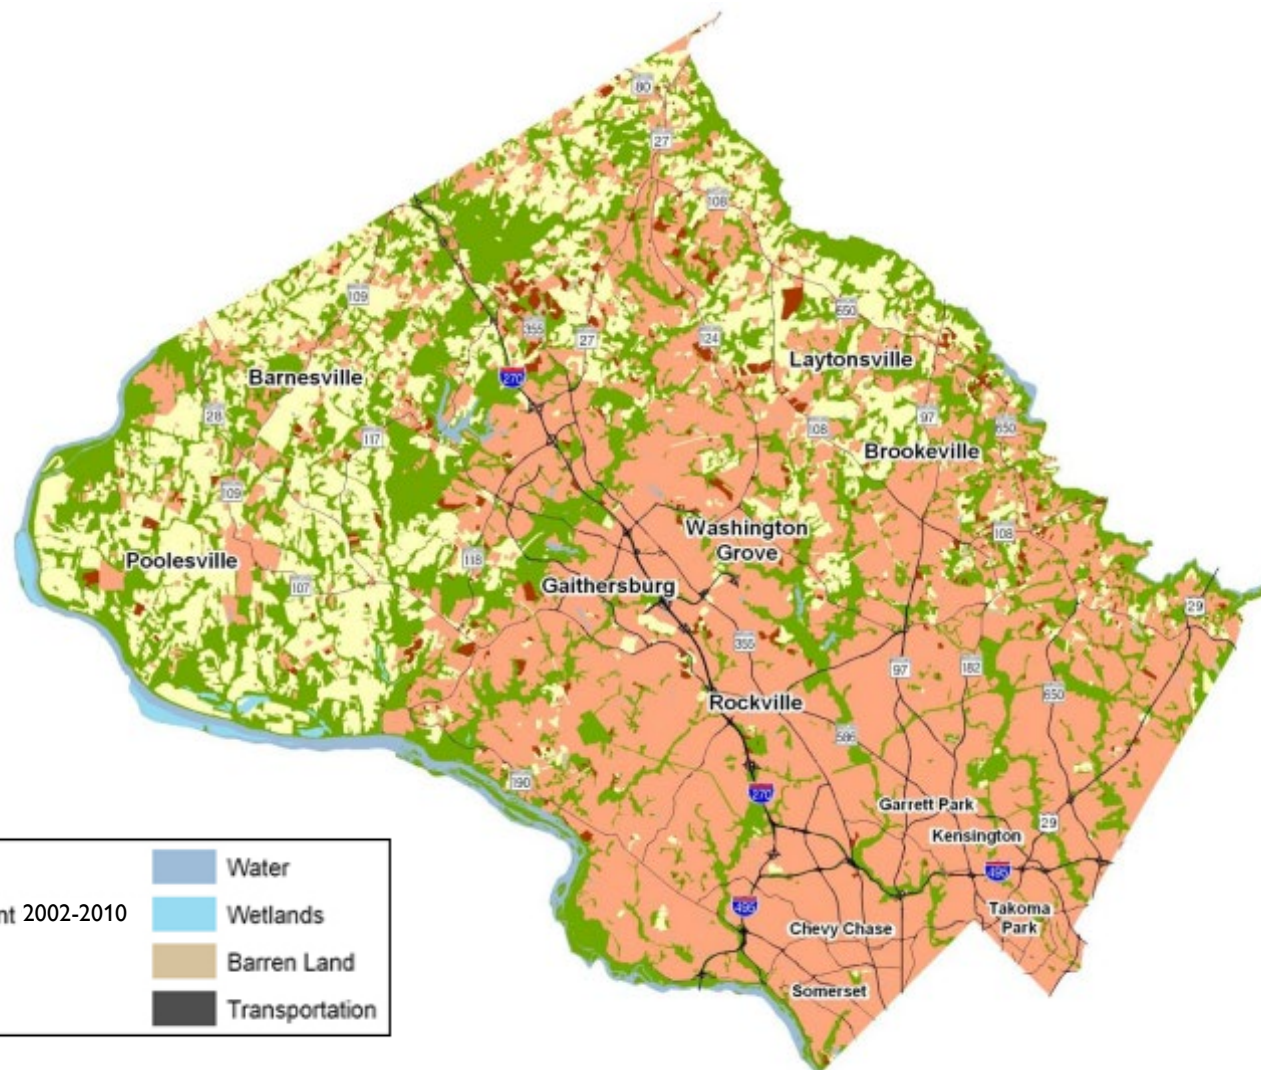 80
27
108
109
650
355
27
124
Laytonsville
270
Barnesville
28
97
108
650
117
Brookeville
109
Washington
Grove
108
118
Poolesville
107
Gaithersburg
29
355
97
182
650
Rockville
586
190
270
Garrett Park
29
Kensington
495
495
Takoma
Park
Chevy Chase
Somerset
Water
2002-2010
Wetlands
Barren Land
Transportation